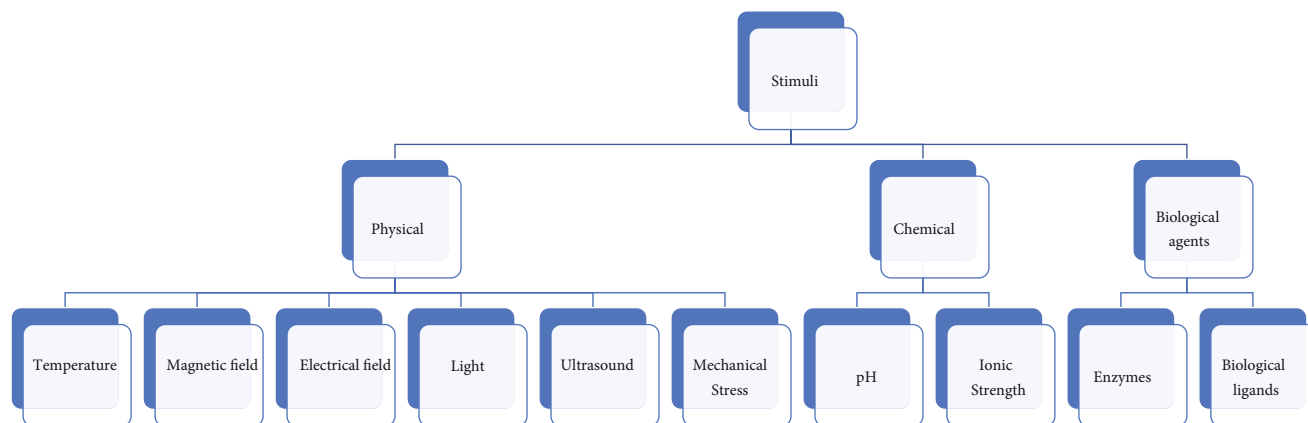 Stimuli
Physical
Chemical
Biological
agents
Temperature
Magnetic field
Electrical field
Light
Ultrasound
Mechanical
Stress
pH
Ionic
Strength
Enzymes
Biological
ligands